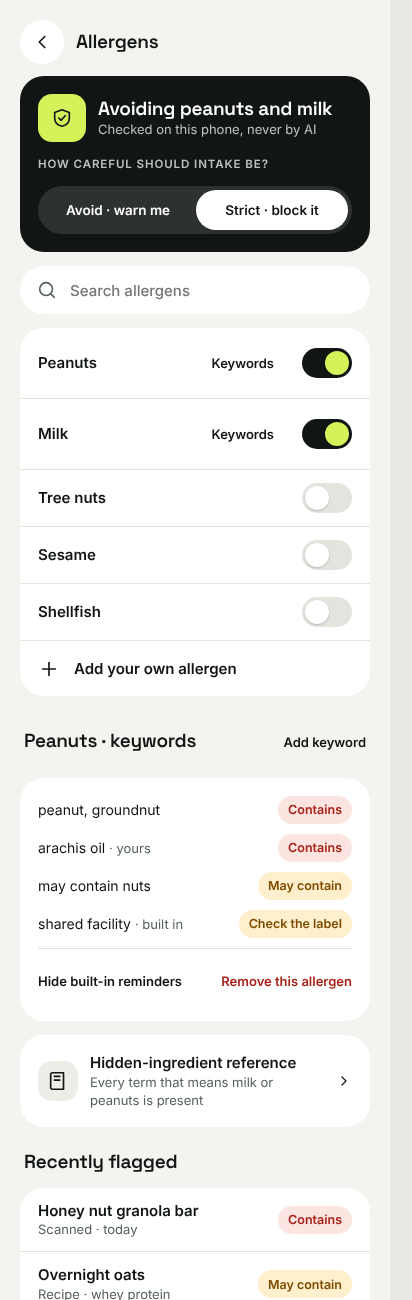 Allergens
Avoiding peanuts and milk
Checked on this phone, never by AI
HOW CAREFUL SHOULD INTAKE BE?
Avoid · warn me
Strict · block it
Search allergens
Peanuts Keywords
Milk Keywords
Tree nuts
Sesame
Shellfish
Add your own allergen
Peanuts · keywords Add keyword
peanut, groundnut Contains
arachis oil · yours Contains
may contain nuts May contain
shared facility · built in Check the label
Hide built-in reminders Remove this allergen
Hidden-ingredient reference
Every term that means milk or
peanuts is present
Recently flagged
Honey nut granola bar
Scanned · today
Contains
Overnight oats
Recipe · whey protein
May contain